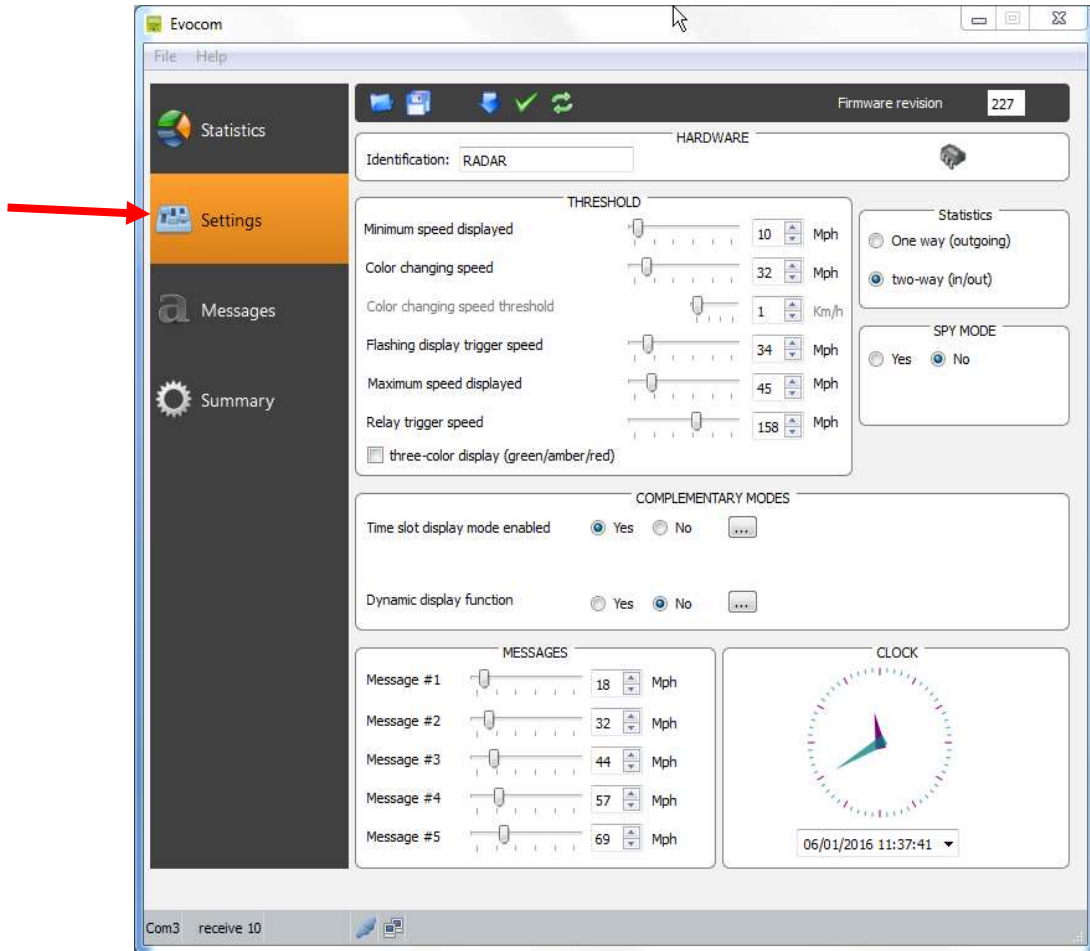 Evocom
File Help
Statistics
Settings
Messages
Summary
Firmware revision 227
HARDWARE
Identification: RADAR
THRESHOLD
Minimum speed displayed 10 Mph
Color changing speed 32 Mph
Color changing speed threshold 1 Km/h
Flashing display trigger speed 34 Mph
Maximum speed displayed 45 Mph
Relay trigger speed 158 Mph
three-color display (green/amber/red)
Statistics
One way (outgoing)
two-way (in/out)
SPY MODE
Yes No
COMPLEMENTARY MODES
Time slot display mode enabled Yes No ...
Dynamic display function Yes No ...
MESSAGES
Message #1 18 Mph
Message #2 32 Mph
Message #3 44 Mph
Message #4 57 Mph
Message #5 69 Mph
CLOCK
06/01/2016 11:37:41
Com3 receive 10